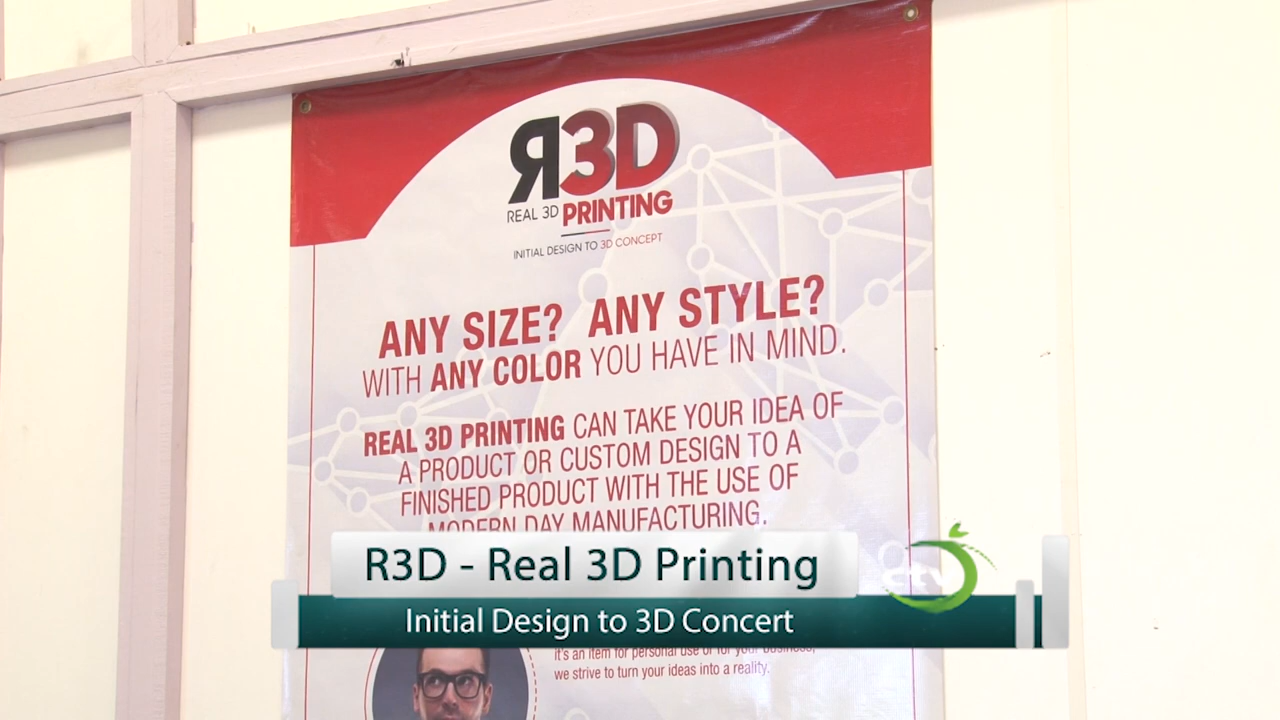 R3D
REAL 3D PRINTING
INITIAL DESIGN TO 3D CONCEPT
ANY SIZE? ANY STYLE?
WITH ANY COLOR YOU HAVE IN MIND.
REAL 3D PRINTING CAN TAKE YOUR IDEA OF
A PRODUCT OR CUSTOM DESIGN TO A
FINISHED PRODUCT WITH THE USE OF
MODERN DAY MANUFACTURING.
R3D - Real 3D Printing
ctv
Initial Design to 3D Concert
it's an item for personal use or for your business,
we strive to turn your ideas into a reality.